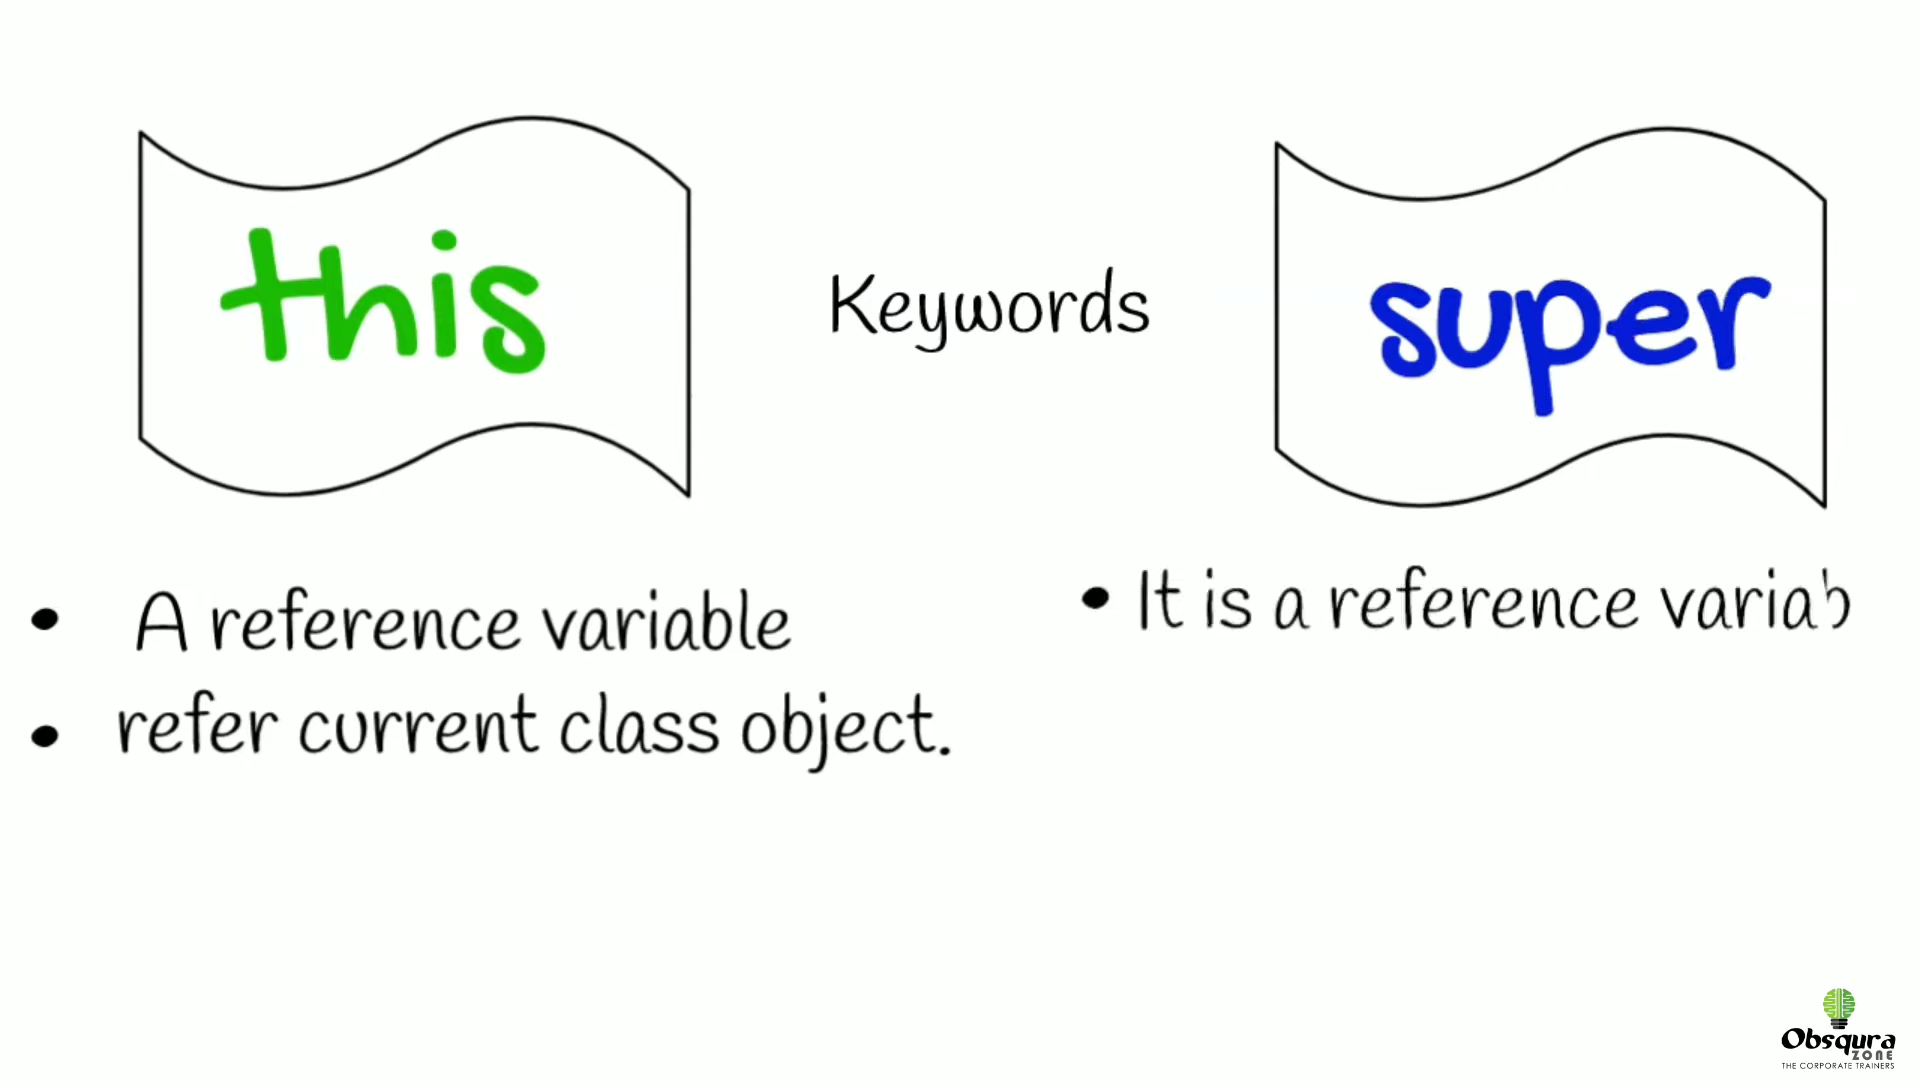 this
Keywords
super
• A reference variable
• refer current class object.
• It is a reference variab
Obsqura
ZONE
THE CORPORATE TRAINERS